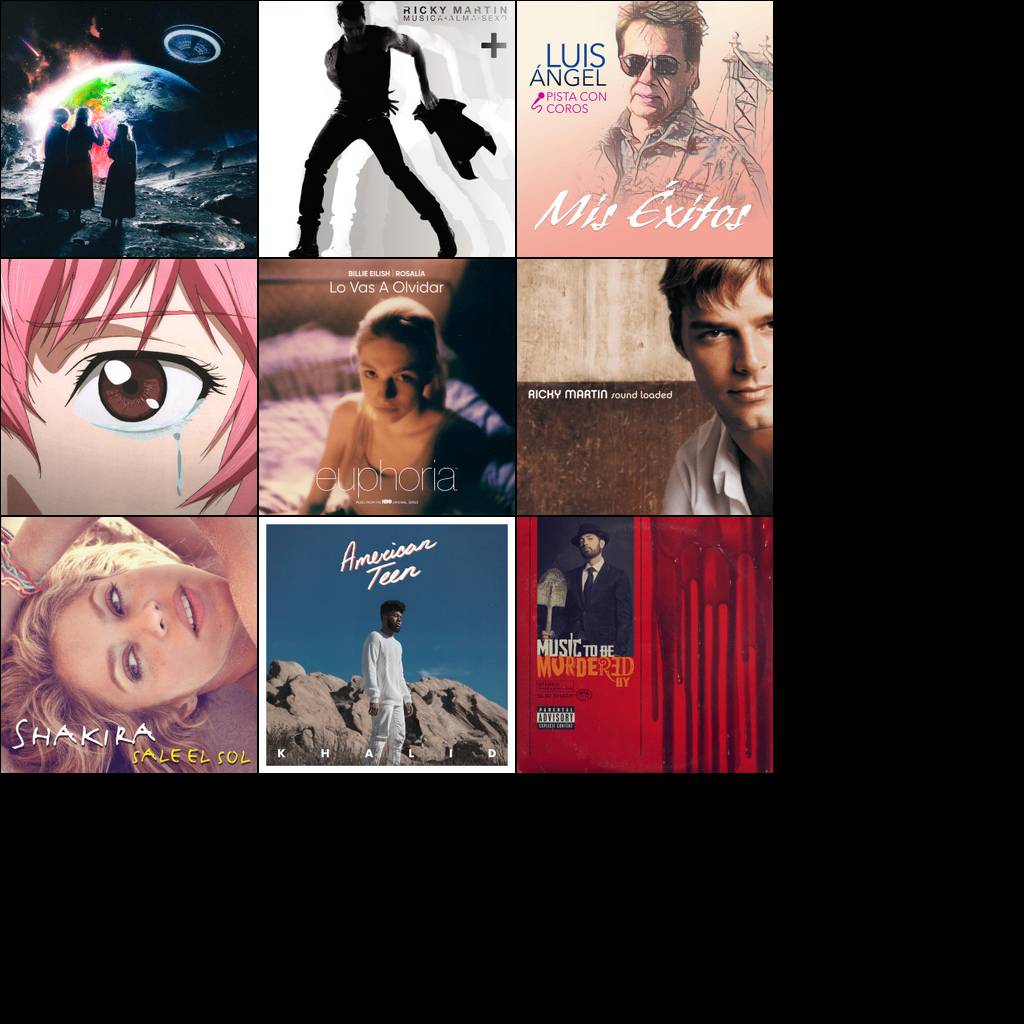 RICKY MARTIN
MUSICA+ALMA+SEXO
+
LUIS
ÁNGEL
PISTA CON
COROS
Mis Éxitos
BILLIE EILISH | ROSALÍA
Lo Vas A Olvidar
euphoria
MUSIC FROM THE HBO ORIGINAL SERIES
RICKY MARTIN sound loaded
SHAKIRA
SALE EL SOL
American
Teen
KHALID
MUSIC TO BE
MURDERED
BY
PARENTAL
ADVISORY
EXPLICIT CONTENT